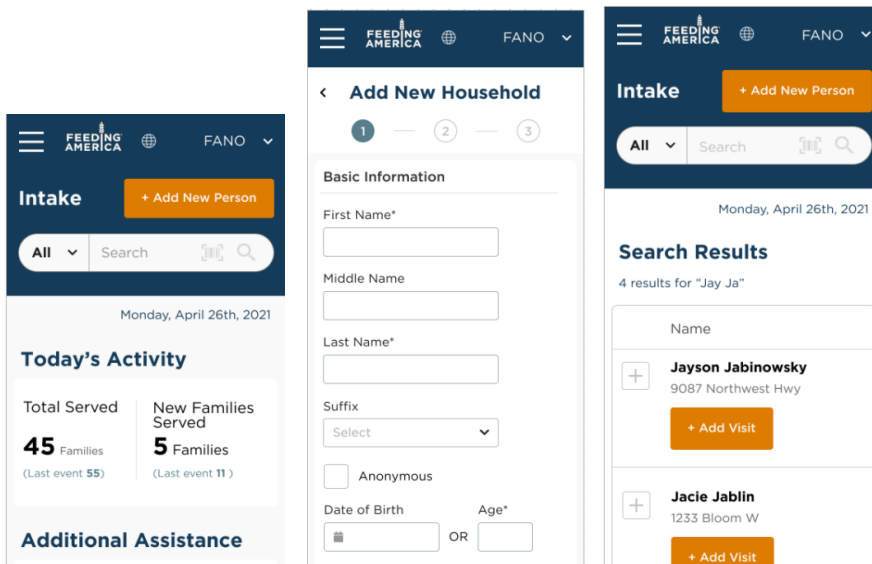 FEEDING
AMERICA
FANO
Intake
+ Add New Person
All
Search
Monday, April 26th, 2021
Today's Activity
Total Served
New Families
Served
45 Families
5 Families
(Last event 55)
(Last event 11 )
Additional Assistance
FEEDING
AMERICA
FANO
Add New Household
1
2
3
Basic Information
First Name*
Middle Name
Last Name*
Suffix
Select
Anonymous
Date of Birth
Age*
OR
FEEDING
AMERICA
FANO
Intake
+ Add New Person
All
Search
Monday, April 26th, 2021
Search Results
4 results for “Jay Ja”
Name
Jayson Jabinowsky
9087 Northwest Hwy
+ Add Visit
Jacie Jablin
1233 Bloom W
+ Add Visit